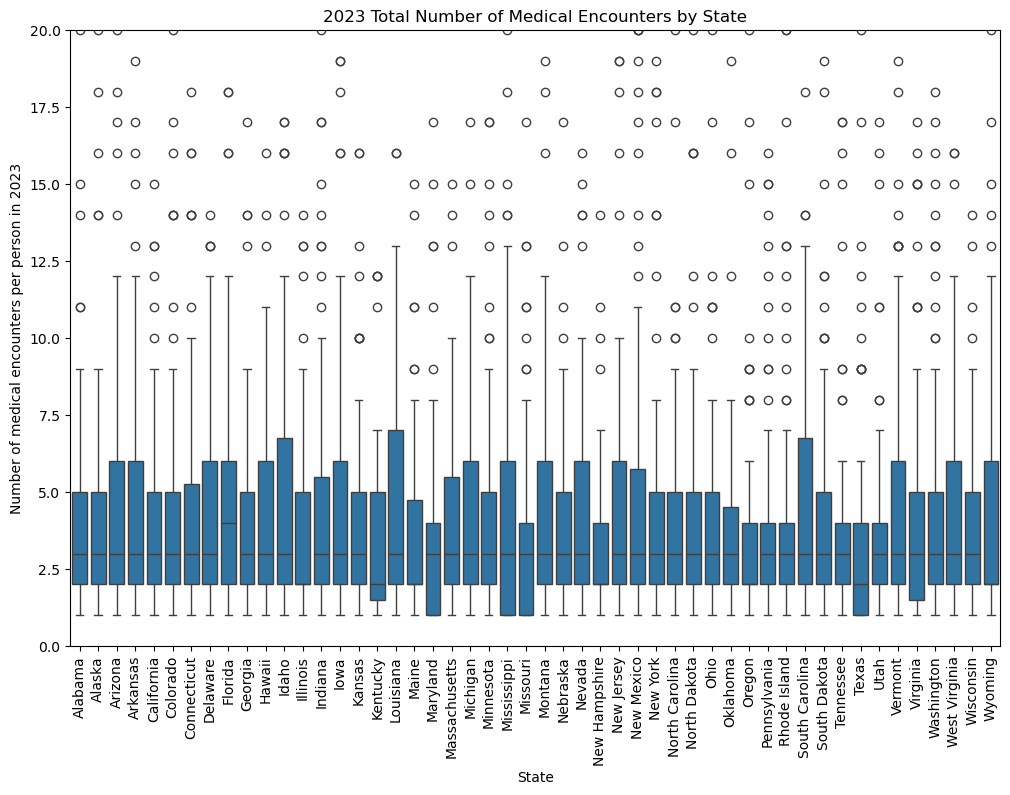 2023 Total Number of Medical Encounters by State
Number of medical encounters per person in 2023
20.0
17.5
15.0
12.5
10.0
7.5
5.0
2.5
0.0
Alabama
Alaska
Arizona
Arkansas
California
Colorado
Connecticut
Delaware
Florida
Georgia
Hawaii
Idaho
Illinois
Indiana
Iowa
Kansas
Kentucky
Louisiana
Maine
Maryland
Massachusetts
Michigan
Minnesota
Mississippi
Missouri
Montana
Nebraska
Nevada
New Hampshire
New Jersey
New Mexico
New York
North Carolina
North Dakota
Ohio
Oklahoma
Oregon
Pennsylvania
Rhode Island
South Carolina
South Dakota
Tennessee
Texas
Utah
Vermont
Virginia
Washington
West Virginia
Wisconsin
Wyoming
State